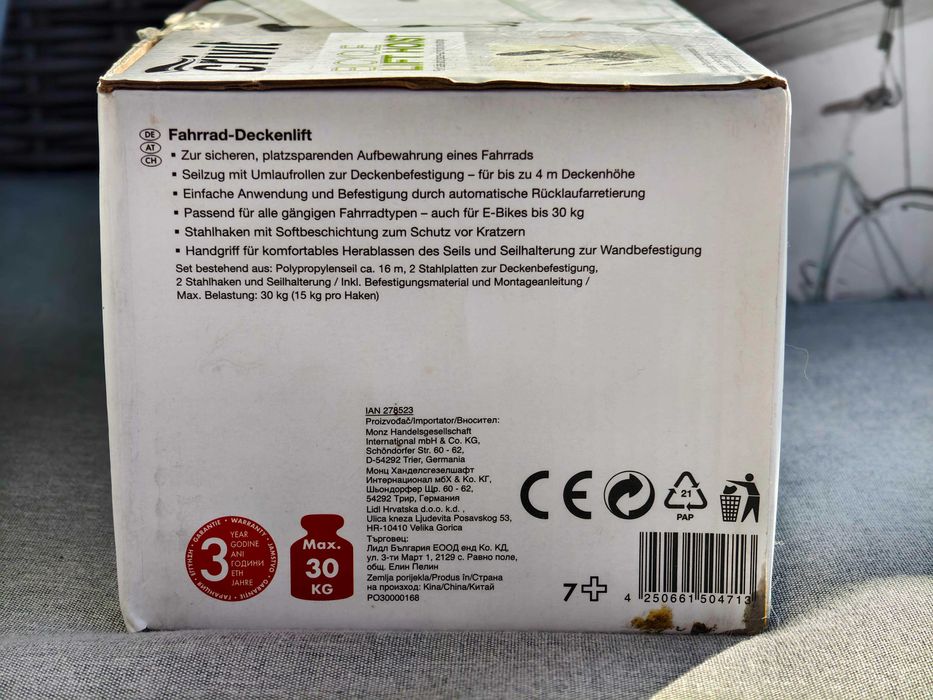 crivit
BICYCLE
LIFT HOIST
DE
AT
CH
Fahrrad-Deckenlift
▪ Zur sicheren, platzsparenden Aufbewahrung eines Fahrrads
▪ Seilzug mit Umlaufrollen zur Deckenbefestigung – für bis zu 4 m Deckenhöhe
▪ Einfache Anwendung und Befestigung durch automatische Rücklaufarretierung
▪ Passend für alle gängigen Fahrradtypen – auch für E-Bikes bis 30 kg
▪ Stahlhaken mit Softbeschichtung zum Schutz vor Kratzern
▪ Handgriff für komfortables Herablassen des Seils und Seilhalterung zur Wandbefestigung
Set bestehend aus: Polypropylenseil ca. 16 m, 2 Stahlplatten zur Deckenbefestigung,
2 Stahlhaken und Seilhalterung / Inkl. Befestigungsmaterial und Montageanleitung /
Max. Belastung: 30 kg (15 kg pro Haken)
IAN 278523
Proizvođač/Importator/Вносител:
Monz Handelsgesellschaft
International mbH & Co. KG,
Schöndorfer Str. 60 - 62,
D-54292 Trier, Germania
Монц Ханделсгезелшафт
Интернационал мбХ & Ко. КГ,
Шьондорфер Щр. 60 - 62,
54292 Трир, Германия
Lidl Hrvatska d.o.o. k.d. ,
Ulica kneza Ljudevita Posavskog 53,
HR-10410 Velika Gorica
Търговец:
Лидл България ЕООД енд Ко. КД,
ул. 3-ти Март 1, 2129 с. Равно поле,
общ. Елин Пелин
Zemlja porijekla/Produs în/Страна
на произход: Kina/China/Китай
PO30000168
GARANTIE • WARRANTY • JAMSTVO • GARANȚIE • ГАРАНЦИЯ • ΕΓΓΥΗΣΗ
3
YEAR
GODINE
ANI
ГОДИНИ
ETH
JAHRE
Max.
30
KG
CE
21
PAP
7+
4 250661 504713